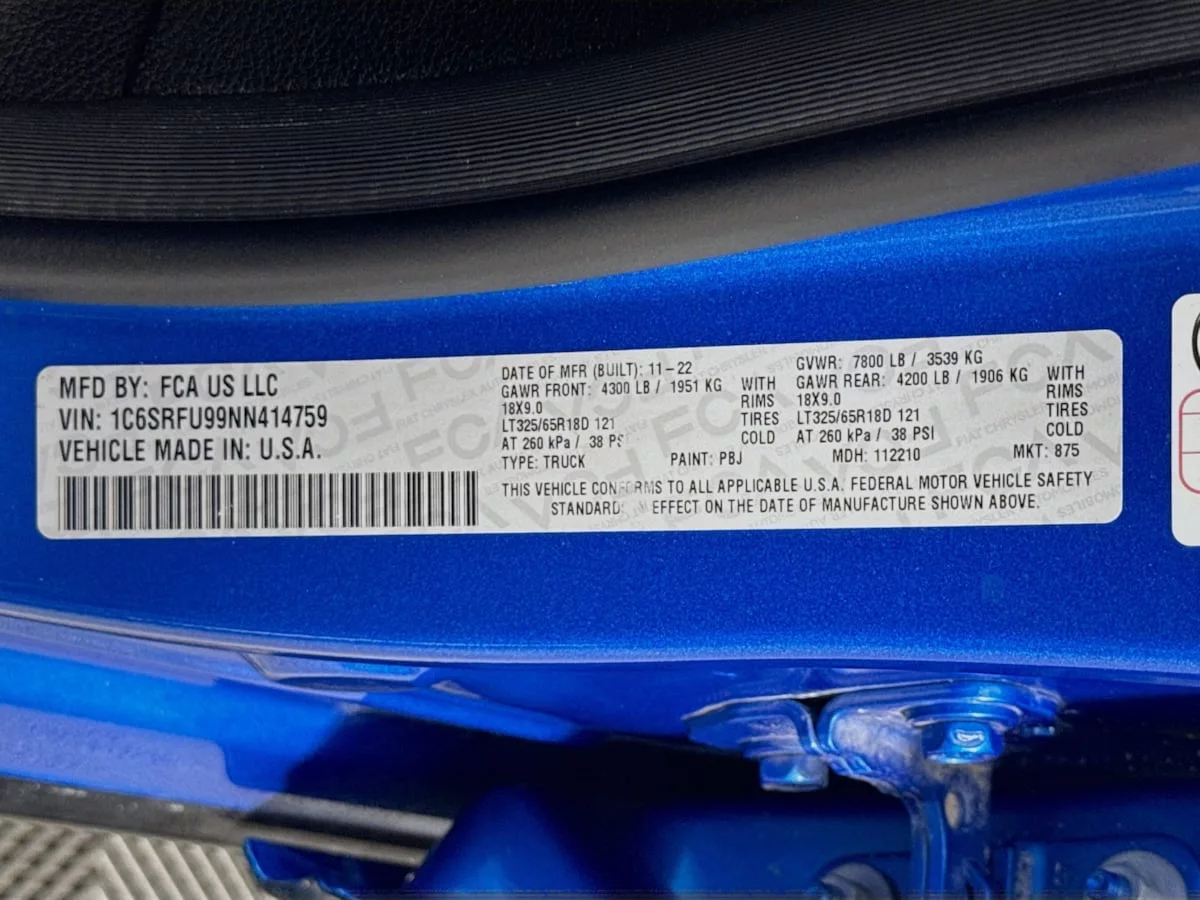 MFD BY: FCA US LLC
VIN: 1C6SRFU99NN414759
VEHICLE MADE IN: U.S.A.
DATE OF MFR (BUILT): 11-22
GAWR FRONT: 4300 LB / 1951 KG WITH
18X9.0 RIMS
LT325/65R18D 121 TIRES
AT 260 kPa / 38 PSI COLD
TYPE: TRUCK PAINT: PBJ
GVWR: 7800 LB / 3539 KG
GAWR REAR: 4200 LB / 1906 KG WITH
18X9.0 RIMS
LT325/65R18D 121 TIRES
AT 260 kPa / 38 PSI COLD
MDH: 112210 MKT: 875
THIS VEHICLE CONFORMS TO ALL APPLICABLE U.S.A. FEDERAL MOTOR VEHICLE SAFETY
STANDARD: EFFECT ON THE DATE OF MANUFACTURE SHOWN ABOVE.